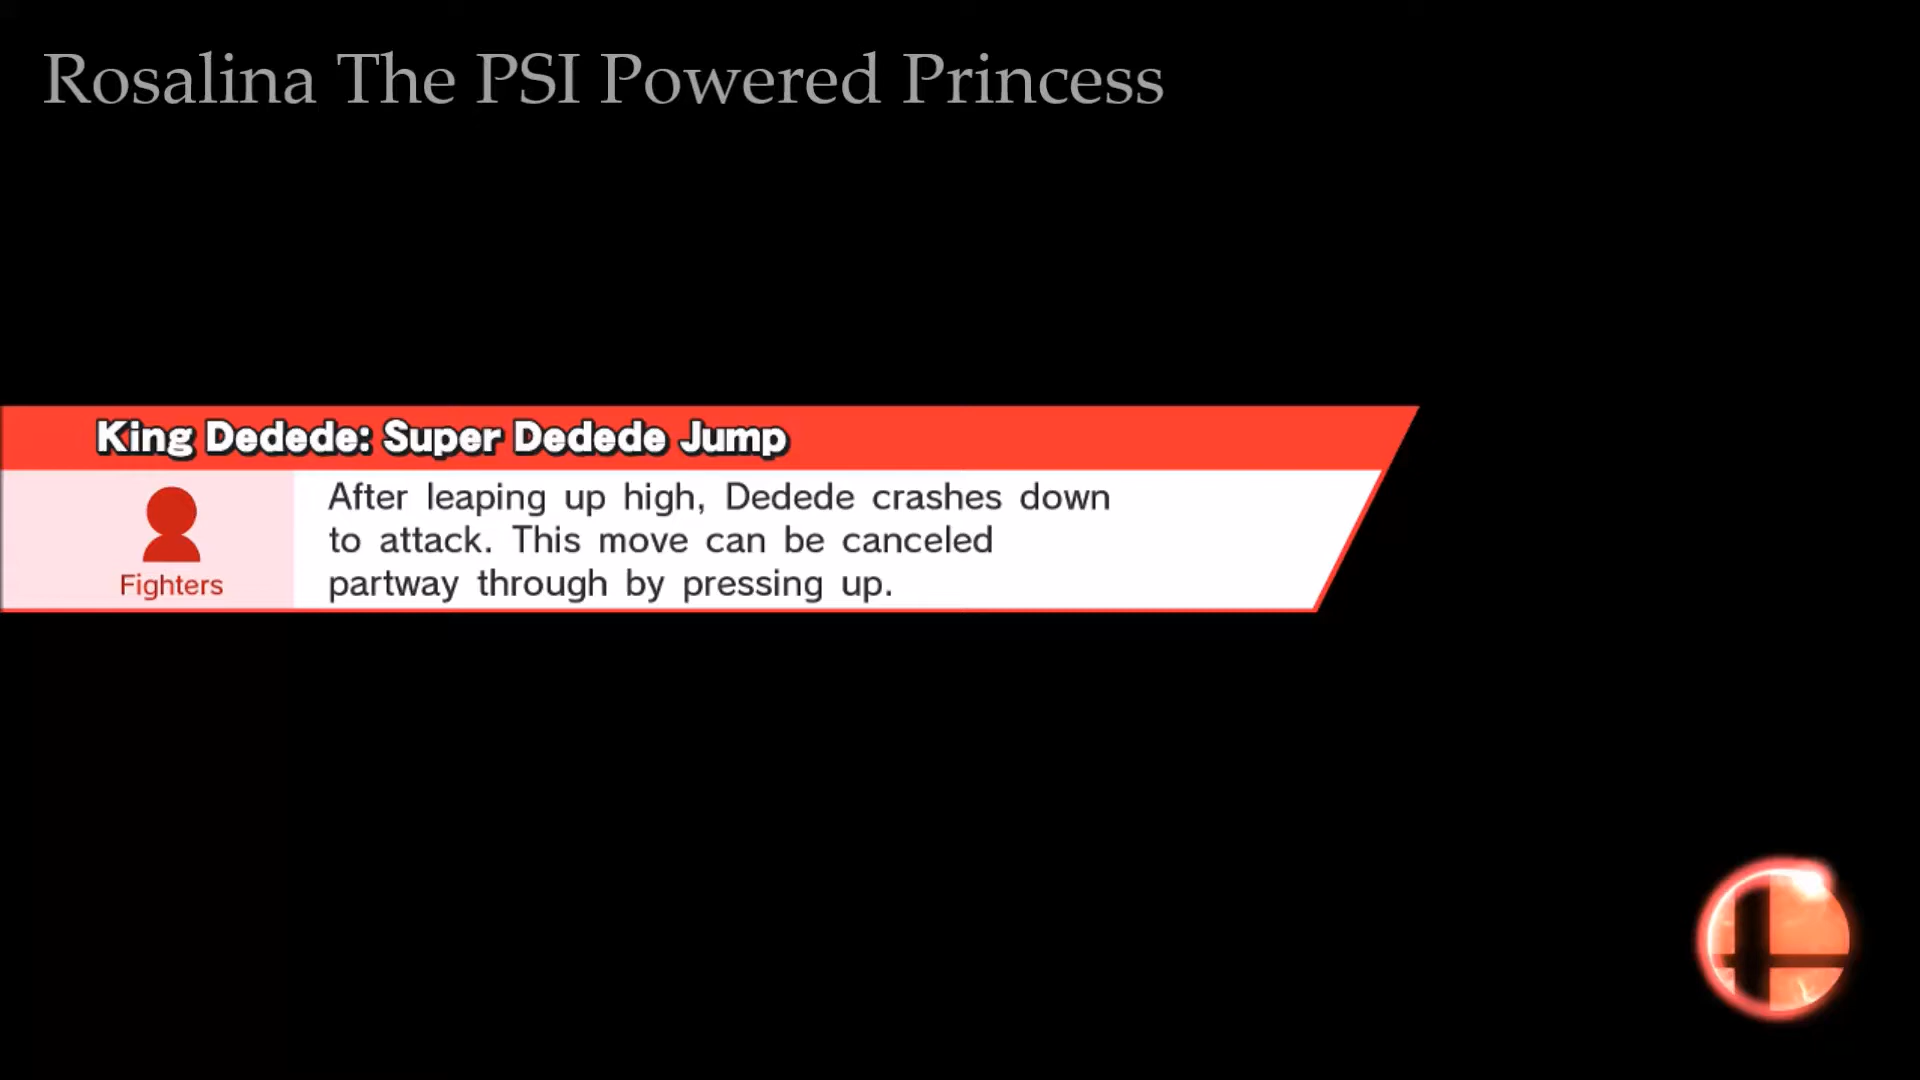 Rosalina The PSI Powered Princess
King Dedede: Super Dedede Jump
After leaping up high, Dedede crashes down
to attack. This move can be canceled
partway through by pressing up.
Fighters